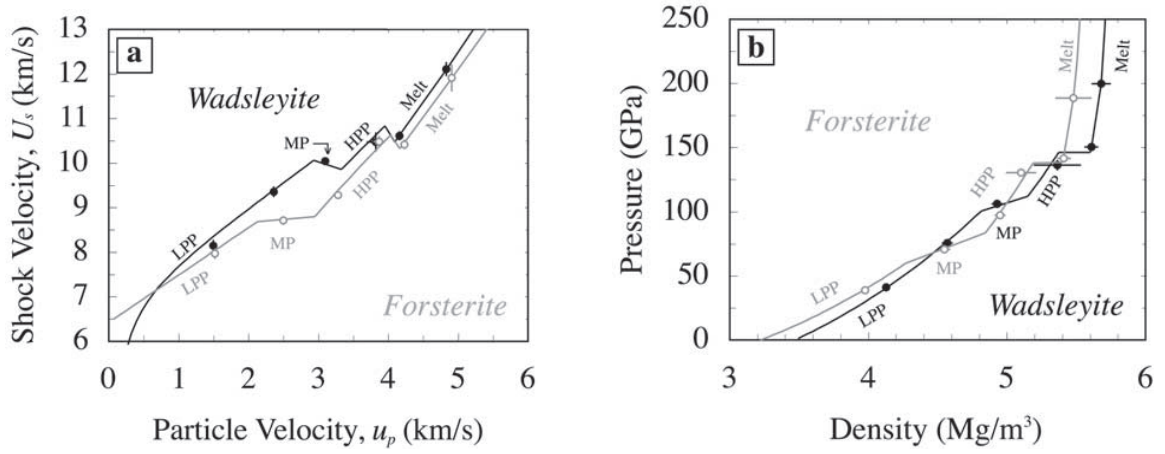 a
Shock Velocity, Us (km/s)
13
12
11
10
9
8
7
6
0
1
2
3
4
5
6
Particle Velocity, up (km/s)
Wadsleyite
Forsterite
LPP
MP
HPP
Melt
LPP
MP
HPP
Melt
b
Pressure (GPa)
250
200
150
100
50
0
3
4
5
6
Density (Mg/m³)
Forsterite
Wadsleyite
LPP
MP
HPP
Melt
LPP
MP
HPP
Melt